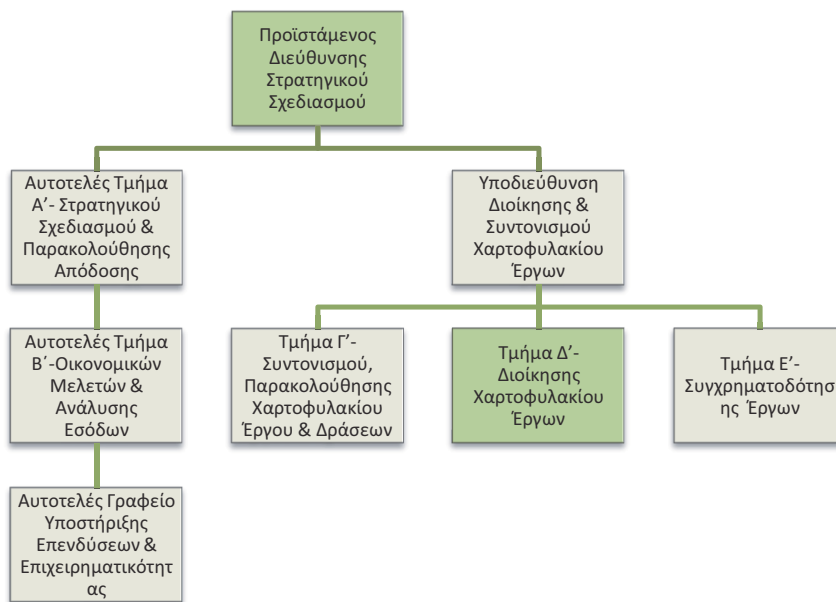 Προϊστάμενος
Διεύθυνσης
Στρατηγικού
Σχεδιασμού
Αυτοτελές Τμήμα
Α’- Στρατηγικού
Σχεδιασμού &
Παρακολούθησης
Απόδοσης
Υποδιεύθυνση
Διοίκησης &
Συντονισμού
Χαρτοφυλακίου
Έργων
Αυτοτελές Τμήμα
Β΄-Οικονομικών
Μελετών &
Ανάλυσης
Εσόδων
Τμήμα Γ’-
Συντονισμού,
Παρακολούθησης
Χαρτοφυλακίου
Έργου & Δράσεων
Τμήμα Δ’-
Διοίκησης
Χαρτοφυλακίου
Έργων
Τμήμα Ε’-
Συγχρηματοδότησ
ης Έργων
Αυτοτελές Γραφείο
Υποστήριξης
Επενδύσεων &
Επιχειρηματικότητ
ας